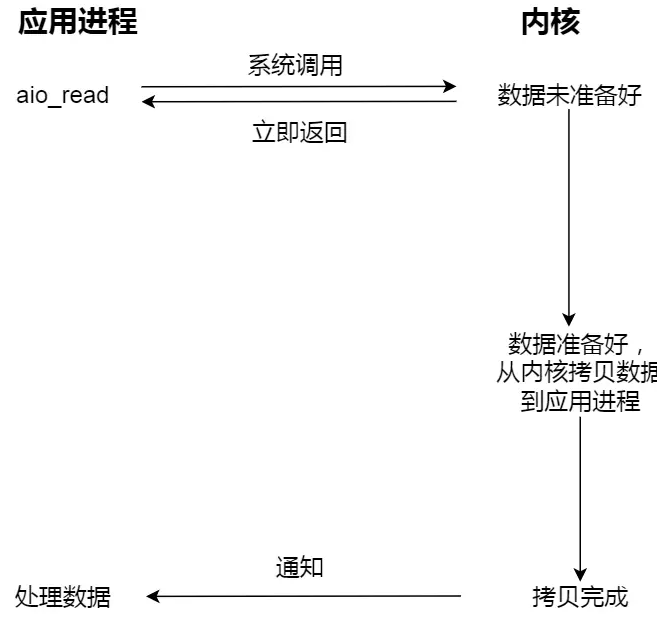 应用进程
内核
系统调用
aio_read
数据未准备好
立即返回
数据准备好，
从内核拷贝数据
到应用进程
通知
处理数据
拷贝完成